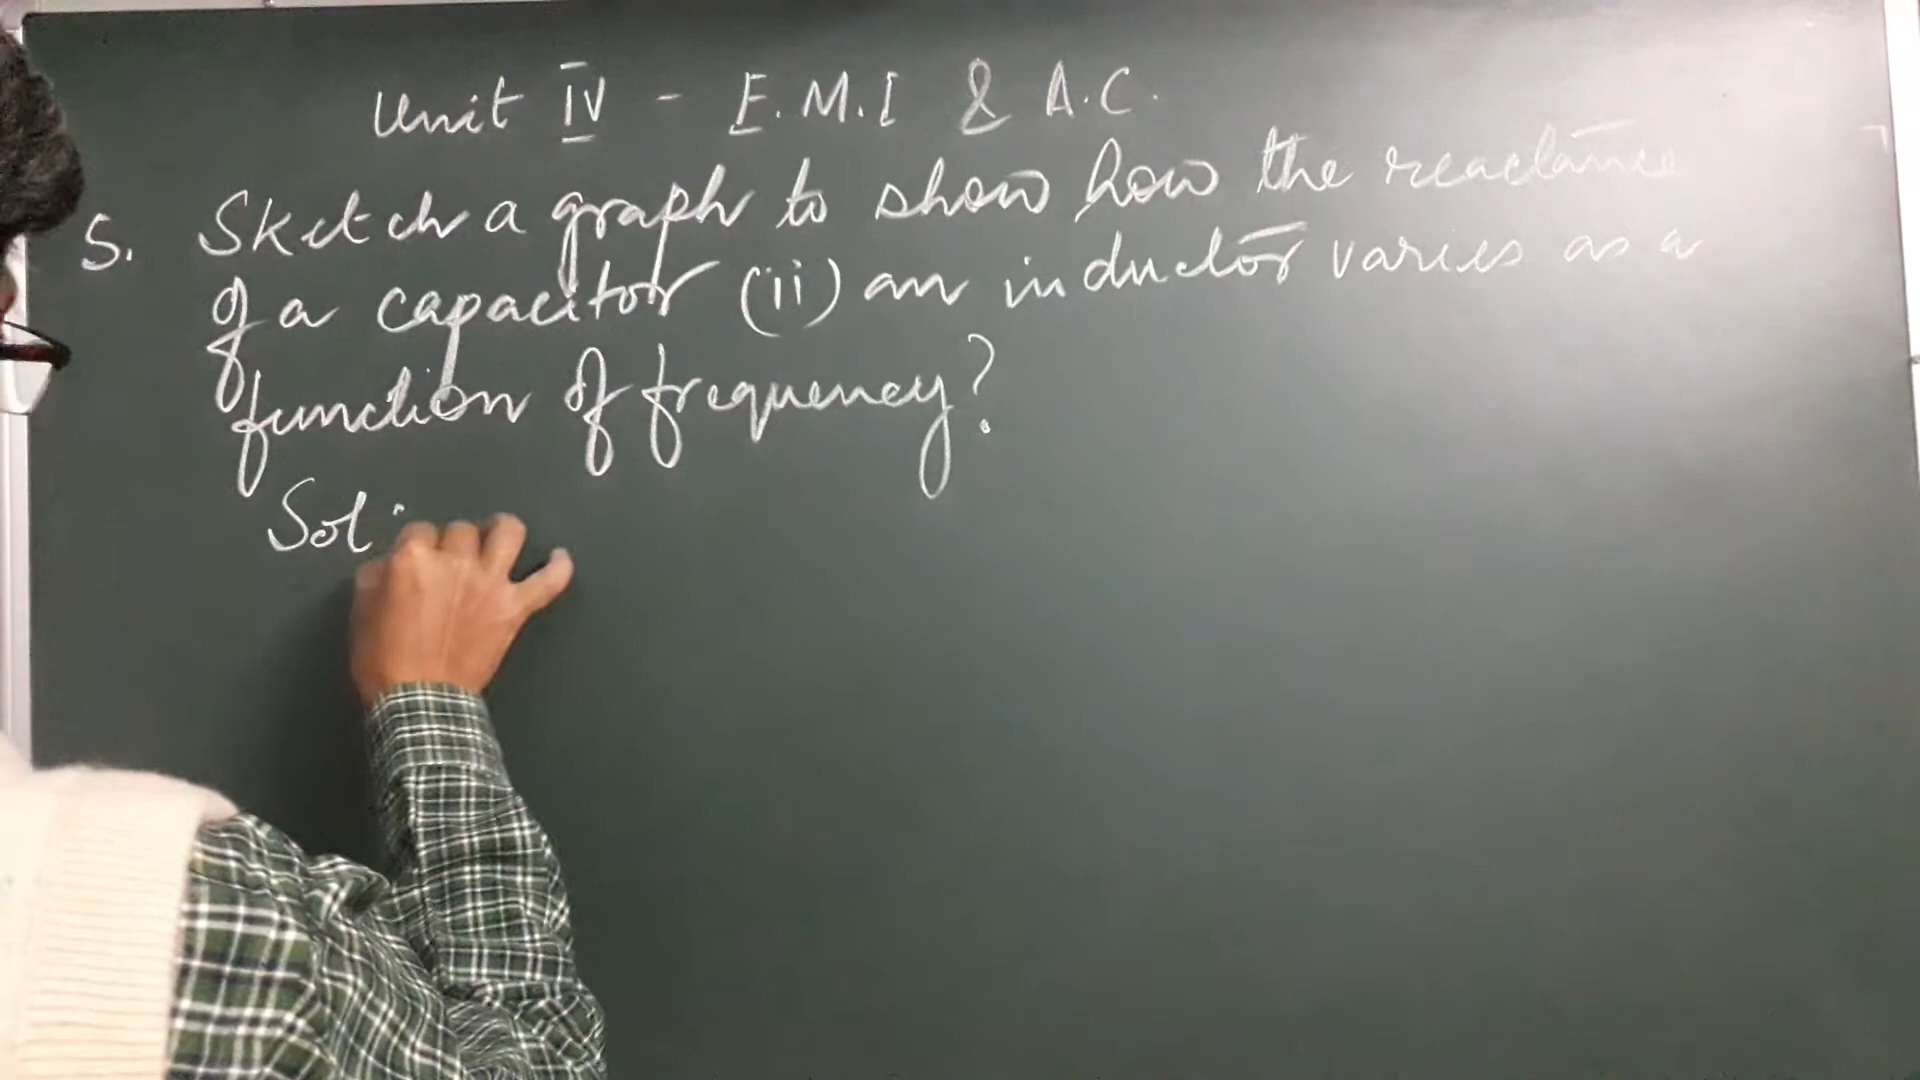 Unit IV - E.M.I & A.C.
5. Sketch a graph to show how the reactance
of a capacitor (ii) an inductor varies as a
function of frequency?
Sol: